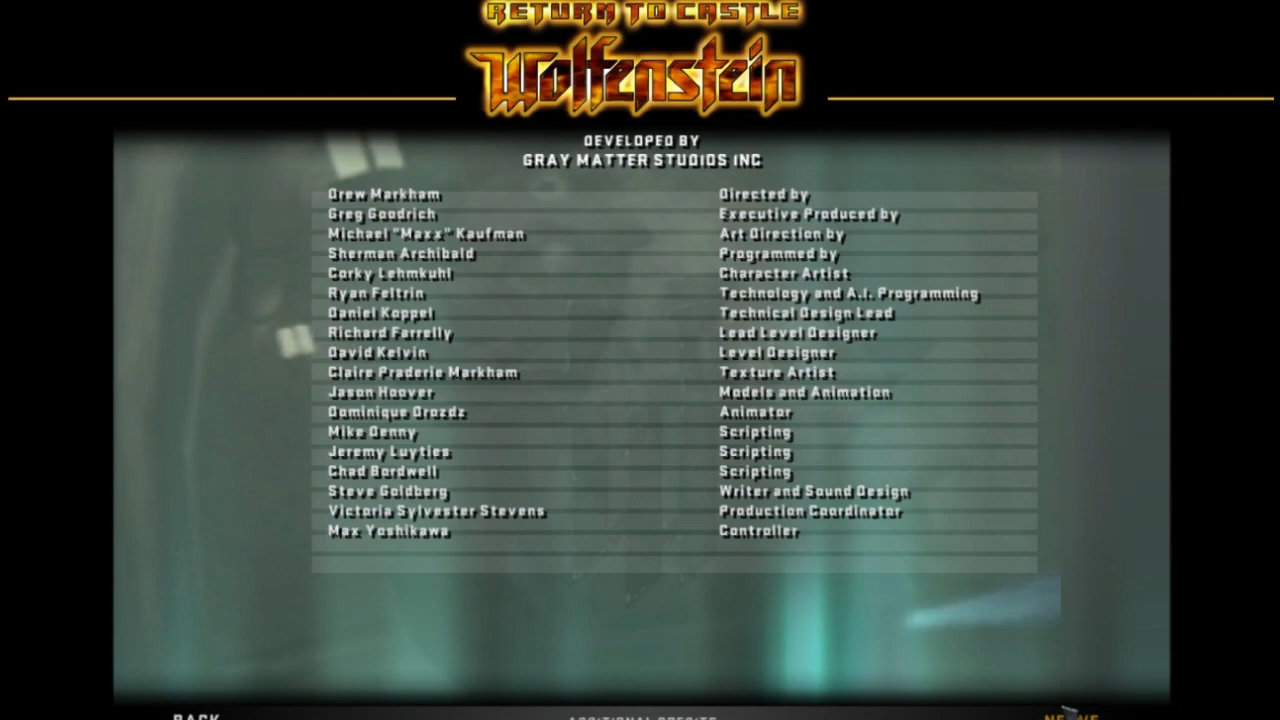 RETURN TO CASTLE
Wolfenstein
DEVELOPED BY
GRAY MATTER STUDIOS INC
Drew Markham Directed by
Greg Goodrich Executive Produced by
Michael "Maxx" Kaufman Art Direction by
Sherman Archibald Programmed by
Corky Lehmkuhl Character Artist
Ryan Feltrin Technology and A.I. Programming
Daniel Koppel Technical Design Lead
Richard Farrelly Lead Level Designer
David Kelvin Level Designer
Claire Praderie Markham Texture Artist
Jason Hoover Models and Animation
Dominique Drozdz Animator
Mike Denny Scripting
Jeremy Luyties Scripting
Chad Bordwell Scripting
Steve Goldberg Writer and Sound Design
Victoria Sylvester Stevens Production Coordinator
Max Yoshikawa Controller
BACK ADDITIONAL CREDITS